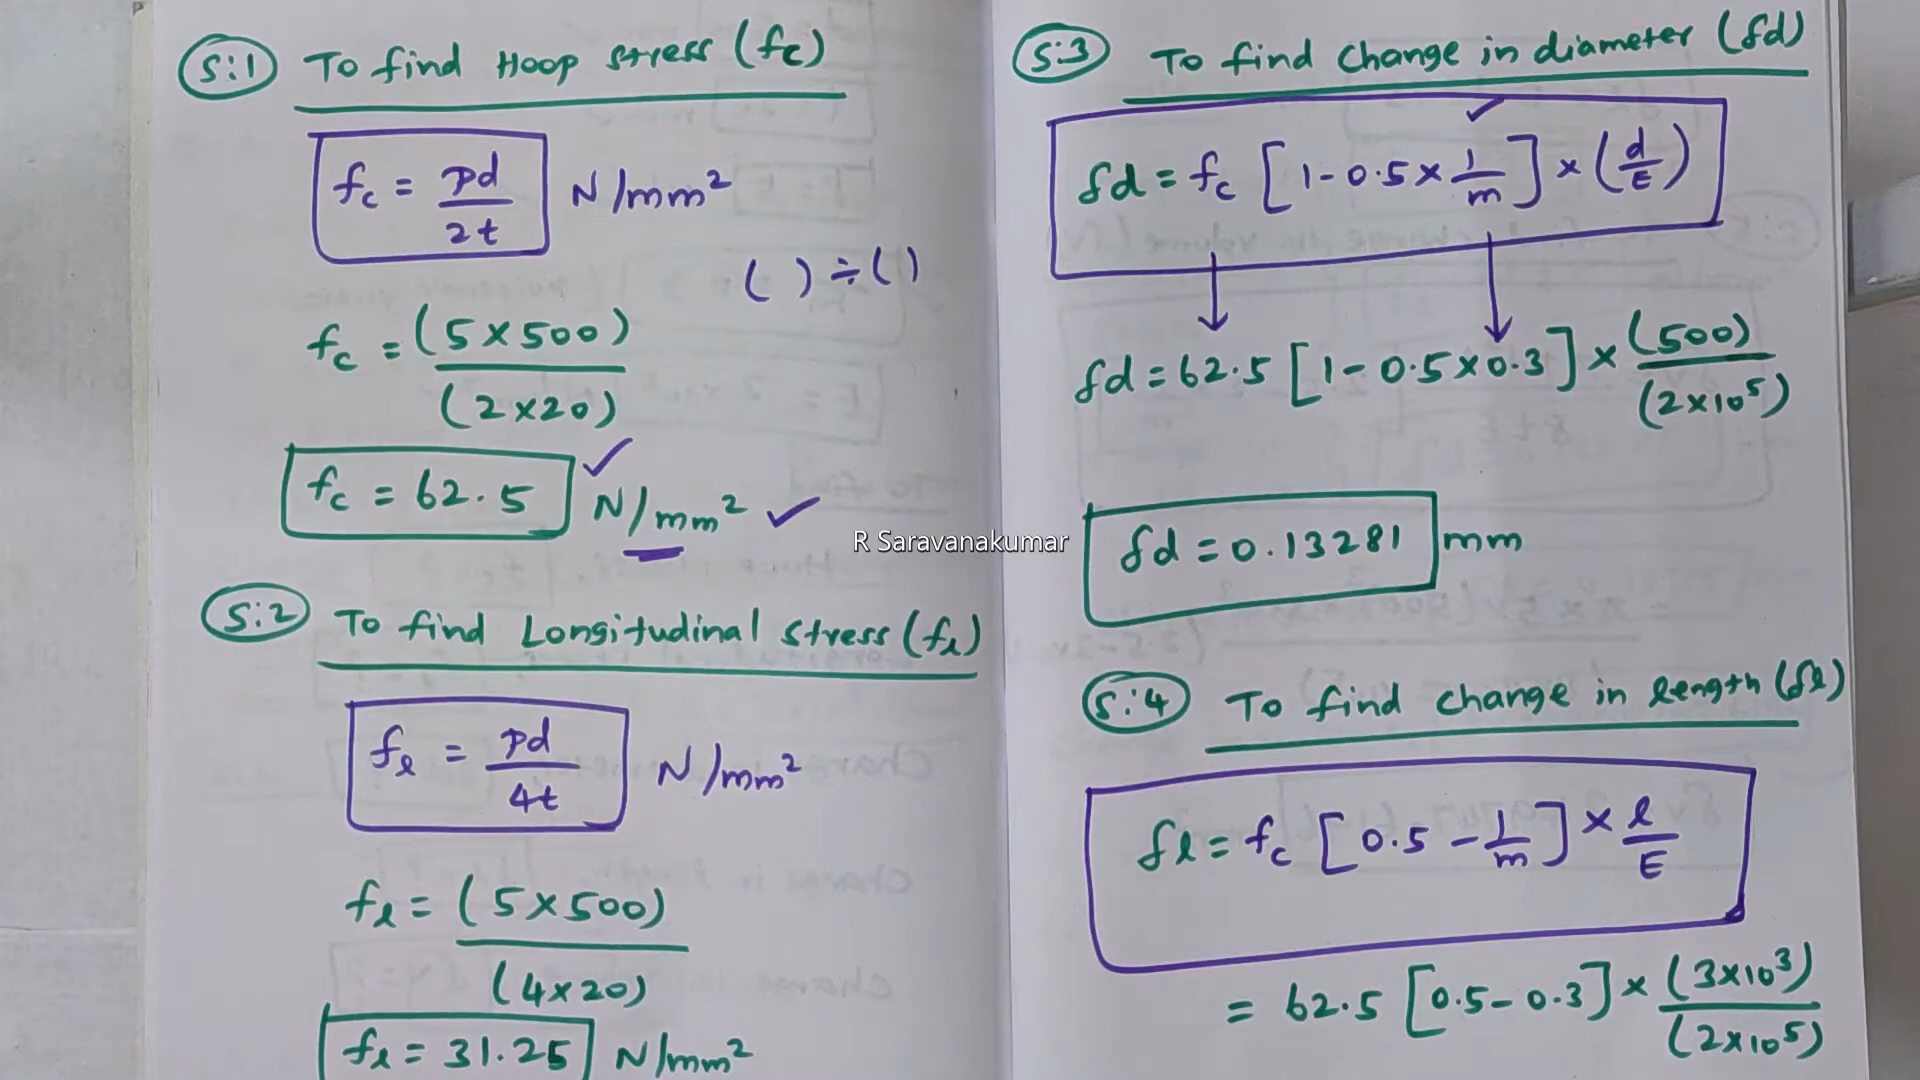 S:1 To find Hoop stress (fc)
fc = pd / 2t N/mm²
( ) ÷ ( )
fc = (5×500) / (2×20)
fc = 62.5 N/mm²
S:2 To find Longitudinal stress (fl)
fl = pd / 4t N/mm²
fl = (5×500) / (4×20)
fl = 31.25 N/mm²
S:3 To find change in diameter (δd)
δd = fc [1-0.5×1/m] × (d/E)
δd = 62.5 [1-0.5×0.3] × (500) / (2×10⁵)
δd = 0.13281 mm
S:4 To find change in length (δl)
δl = fc [0.5 - 1/m] × l/E
= 62.5 [0.5-0.3] × (3×10³) / (2×10⁵)
R Saravanakumar